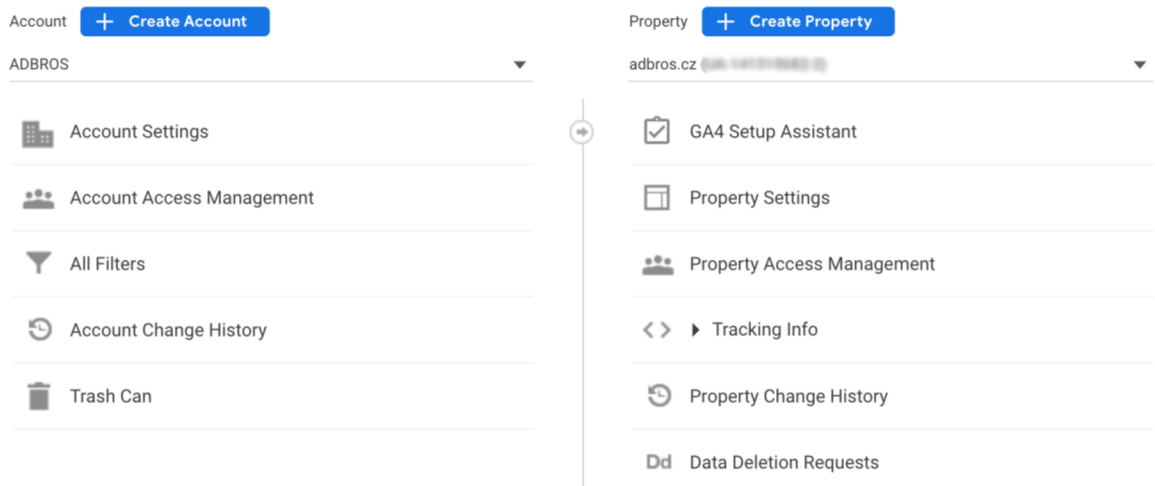 Account
Create Account
ADBROS
Account Settings
Account Access Management
All Filters
Account Change History
Trash Can
Property
Create Property
adbros.cz
GA4 Setup Assistant
Property Settings
Property Access Management
Tracking Info
Property Change History
Dd Data Deletion Requests